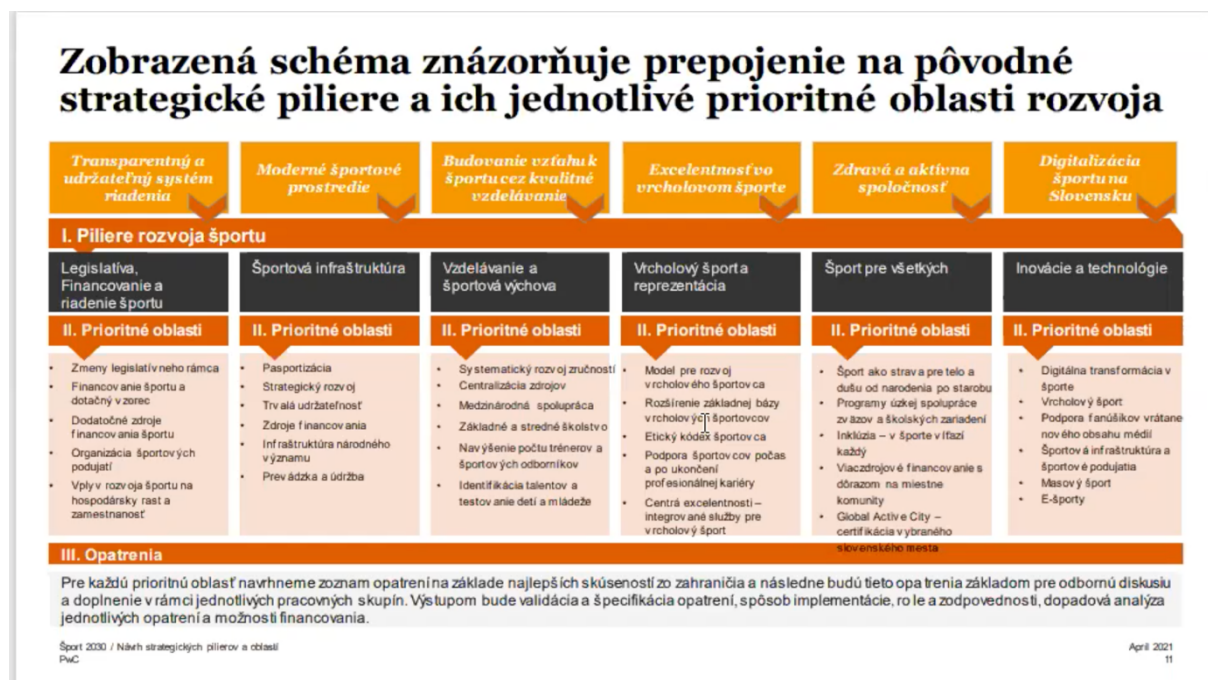 Zobrazená schéma znázorňuje prepojenie na pôvodné
strategické piliere a ich jednotlivé prioritné oblasti rozvoja
Transparentný a
udržateľný systém
riadenia
Moderné športové
prostredie
Budovanie vzťahu k
športu cez kvalitné
vzdelávanie
Excelentnosť vo
vrcholovom športe
Zdravá a aktívna
spoločnosť
Digitalizácia
športu na
Slovensku
I. Piliere rozvoja športu
Legislatíva,
Financovanie a
riadenie športu
Športová infraštruktúra
Vzdelávanie a
športová výchova
Vrcholový šport a
reprezentácia
Šport pre všetkých
Inovácie a technológie
II. Prioritné oblasti
II. Prioritné oblasti
II. Prioritné oblasti
II. Prioritné oblasti
II. Prioritné oblasti
II. Prioritné oblasti
• Zmeny legislatívneho rámca
• Financovanie športu a
dotačný vzorec
• Dodatočné zdroje
financovania športu
• Organizácia športových
podujatí
• Vplyv rozvoja športu na
hospodársky rast a
zamestnanosť
• Pasportizácia
• Strategický rozvoj
• Trvalá udržateľnosť
• Zdroje financovania
• Infraštruktúra národného
významu
• Prevádzka a údržba
• Systematický rozvoj zručností
• Centralizácia zdrojov
• Medzinárodná spolupráca
• Základné a stredné školstvo
• Navýšenie počtu trénerov a
športových odborníkov
• Identifikácia talentov a
testovanie detí a mládeže
• Model pre rozvoj
vrcholového športovca
• Rozšírenie základnej bázy
vrcholových športovcov
• Etický kódex športovca
• Podpora športovcov počas
a po ukončení
profesionálnej kariéry
• Centrá excelentnosti –
integrované služby pre
vrcholový šport
• Šport ako strava pre telo a
dušu od narodenia po starobu
• Programy úzkej spolupráce
zväzov a školských zariadení
• Inklúzia – v športe víťazí
každý
• Viaczdrojové financovanie s
dôrazom na miestne
komunity
• Global Active City –
certifikácia vybraného
slovenského mesta
• Digitálna transformácia v
športe
• Vrcholový šport
• Podpora fanúšikov vrátane
nového obsahu médií
• Športová infraštruktúra a
športové podujatia
• Masový šport
• E-športy
III. Opatrenia
Pre každú prioritnú oblasť navrhneme zoznam opatrení na základe najlepších skúseností zo zahraničia a následne budú tieto opatrenia základom pre odbornú diskusiu
a doplnenie v rámci jednotlivých pracovných skupín. Výstupom bude validácia a špecifikácia opatrení, spôsob implementácie, role a zodpovednosti, dopadová analýza
jednotlivých opatrení a možnosti financovania.
Šport 2030 / Návrh strategických pilierov a oblastí
PwC
April 2021
11